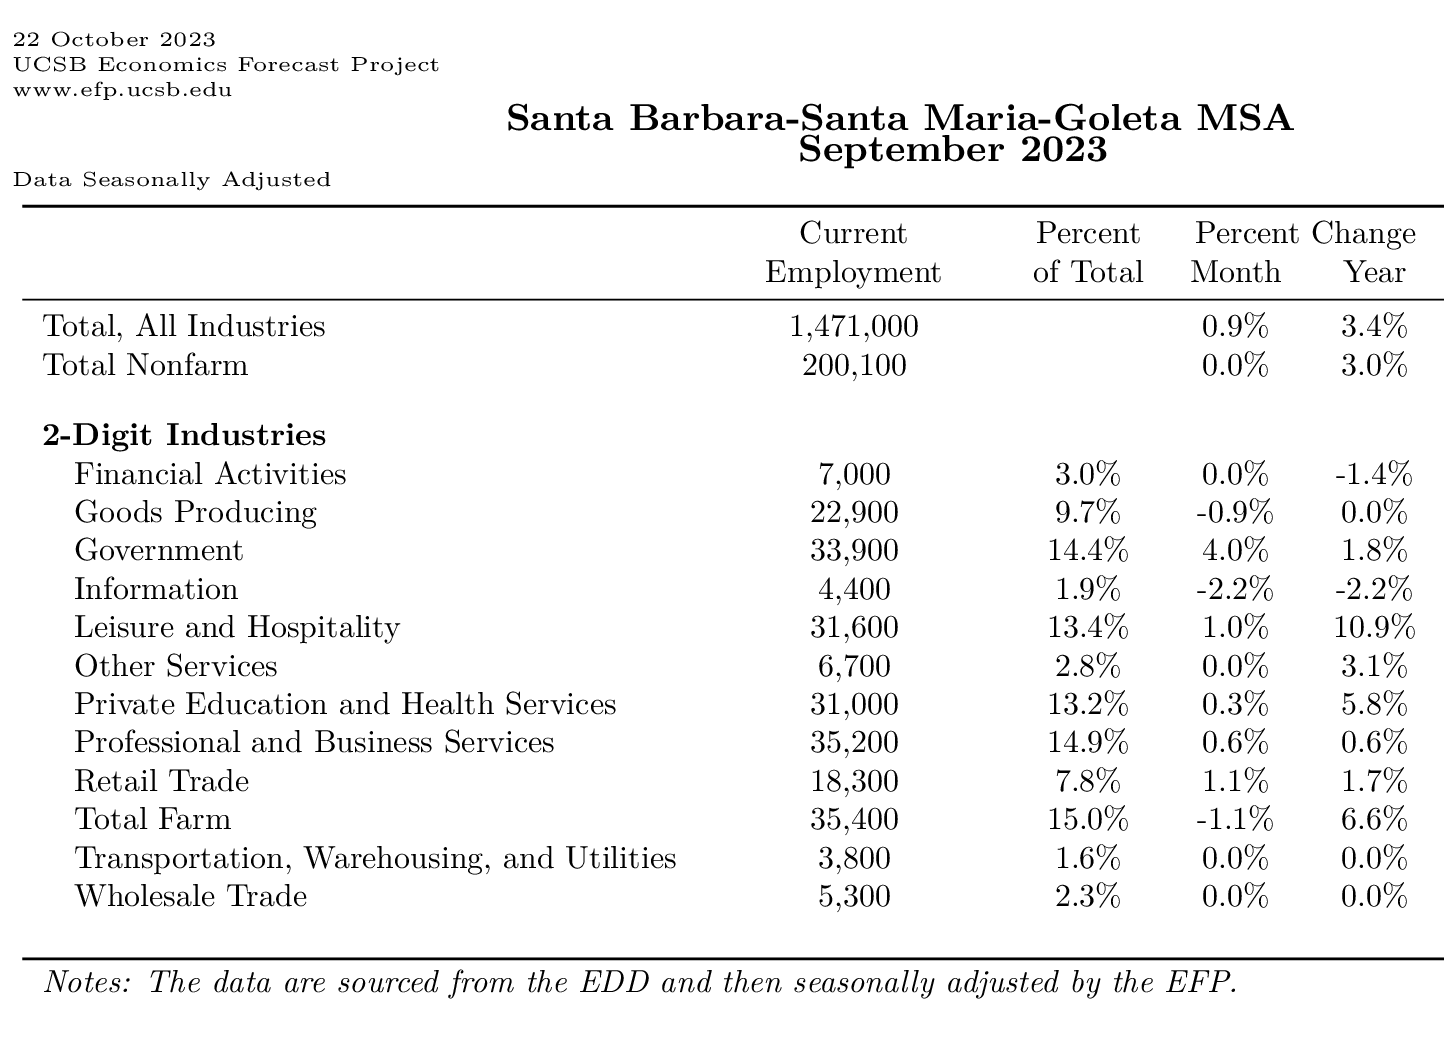 22 October 2023
UCSB Economics Forecast Project
www.efp.ucsb.edu
Santa Barbara-Santa Maria-Goleta MSA
September 2023
Data Seasonally Adjusted
Current Percent Percent Change
Employment of Total Month Year
Total, All Industries 1,471,000 0.9% 3.4%
Total Nonfarm 200,100 0.0% 3.0%
2-Digit Industries
Financial Activities 7,000 3.0% 0.0% -1.4%
Goods Producing 22,900 9.7% -0.9% 0.0%
Government 33,900 14.4% 4.0% 1.8%
Information 4,400 1.9% -2.2% -2.2%
Leisure and Hospitality 31,600 13.4% 1.0% 10.9%
Other Services 6,700 2.8% 0.0% 3.1%
Private Education and Health Services 31,000 13.2% 0.3% 5.8%
Professional and Business Services 35,200 14.9% 0.6% 0.6%
Retail Trade 18,300 7.8% 1.1% 1.7%
Total Farm 35,400 15.0% -1.1% 6.6%
Transportation, Warehousing, and Utilities 3,800 1.6% 0.0% 0.0%
Wholesale Trade 5,300 2.3% 0.0% 0.0%
Notes: The data are sourced from the EDD and then seasonally adjusted by the EFP.